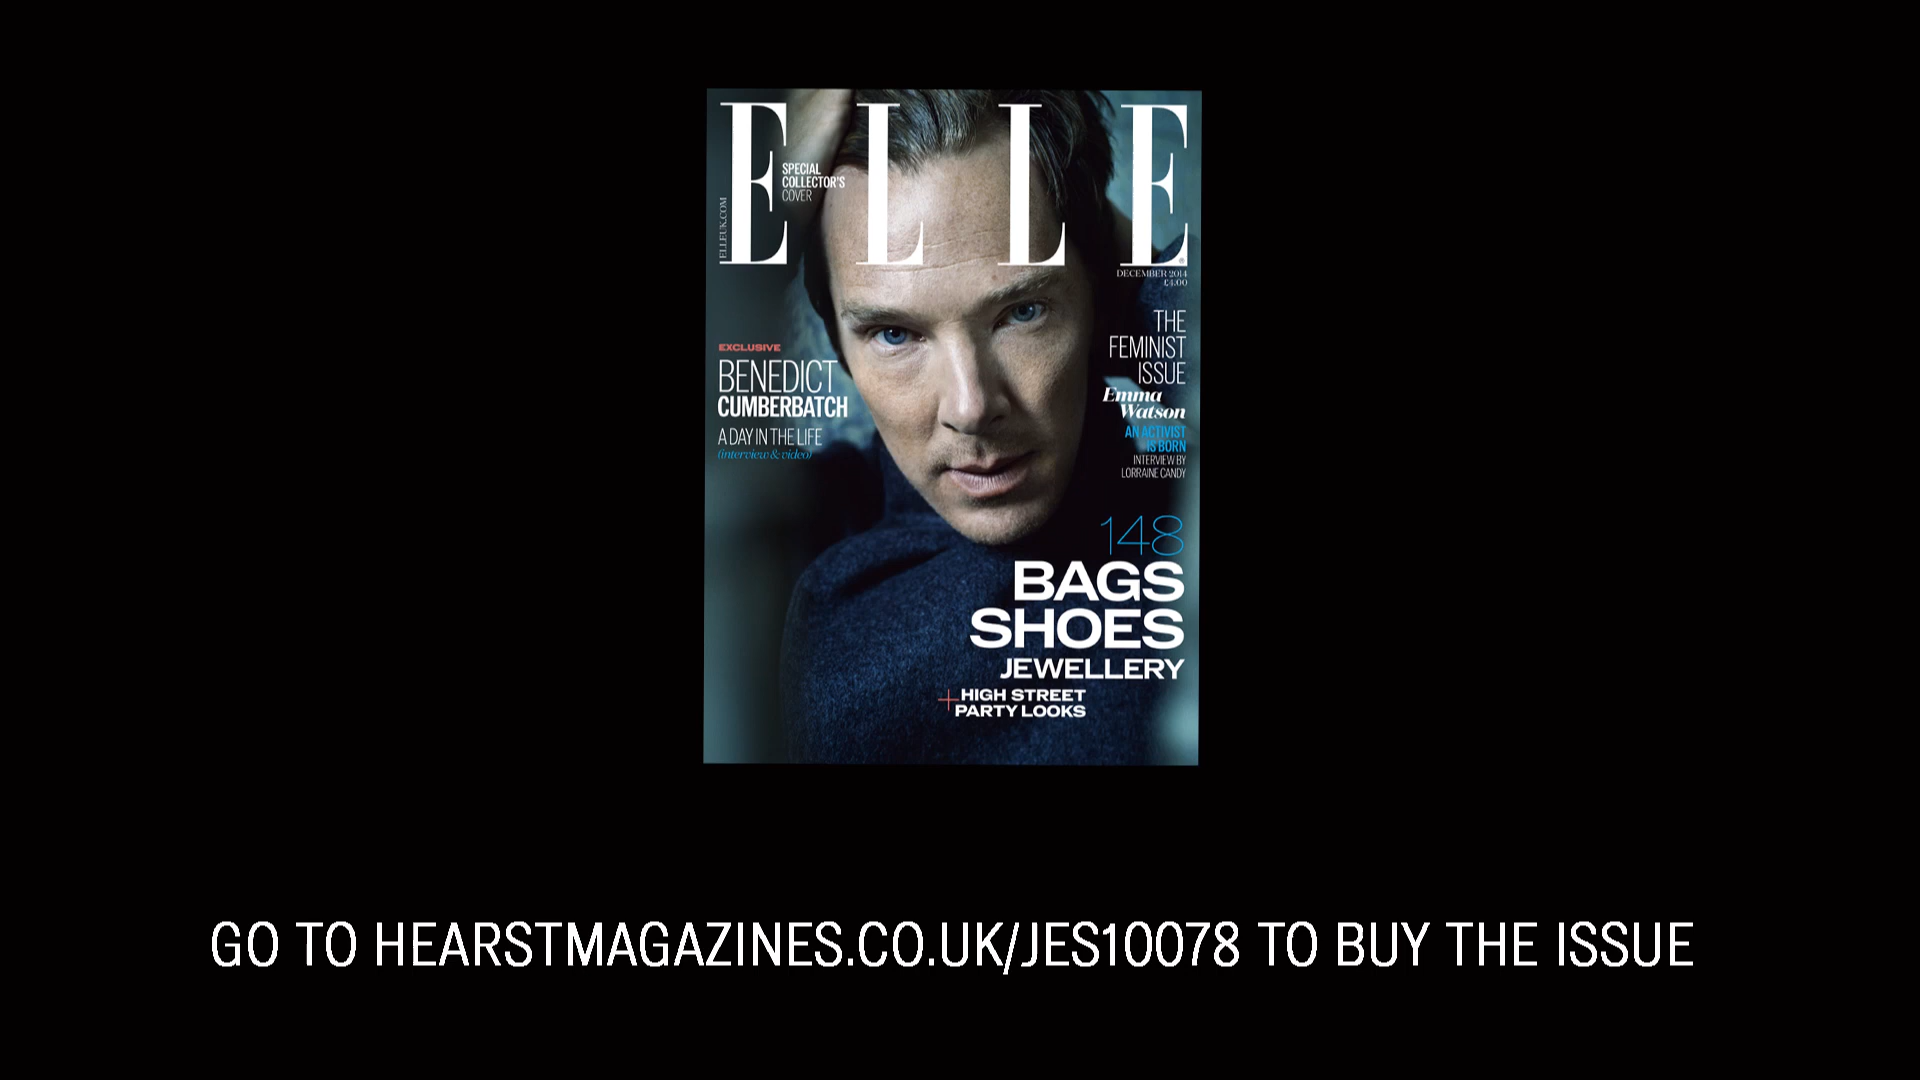 ELLE
SPECIAL
COLLECTOR'S
COVER
ELLEUK.COM
DECEMBER 2014
£4.00
EXCLUSIVE
BENEDICT
CUMBERBATCH
A DAY IN THE LIFE
(interview & video)
THE
FEMINIST
ISSUE
Emma
Watson
AN ACTIVIST
IS BORN
INTERVIEW BY
LORRAINE CANDY
148
BAGS
SHOES
JEWELLERY
+HIGH STREET
PARTY LOOKS
GO TO HEARSTMAGAZINES.CO.UK/JES10078 TO BUY THE ISSUE